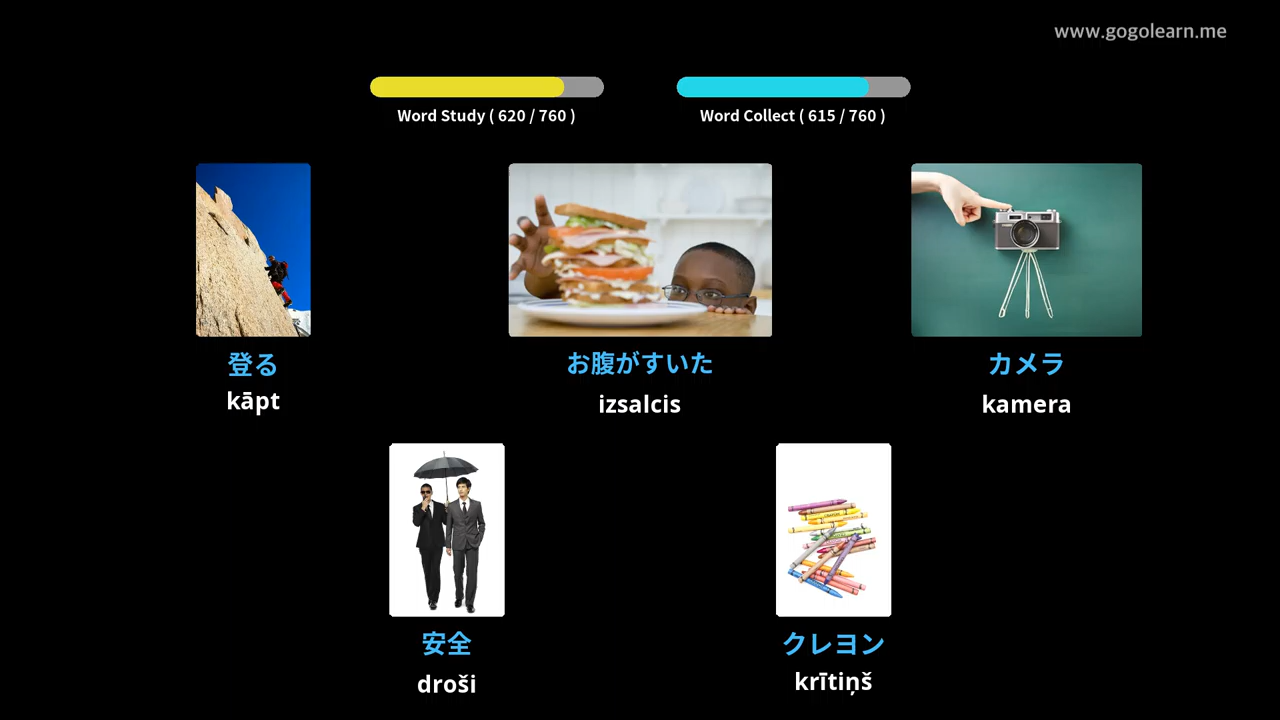 www.gogolearn.me
Word Study ( 620 / 760 )
Word Collect ( 615 / 760 )
登る
kāpt
お腹がすいた
izsalcis
カメラ
kamera
安全
droši
クレヨン
krītiņš